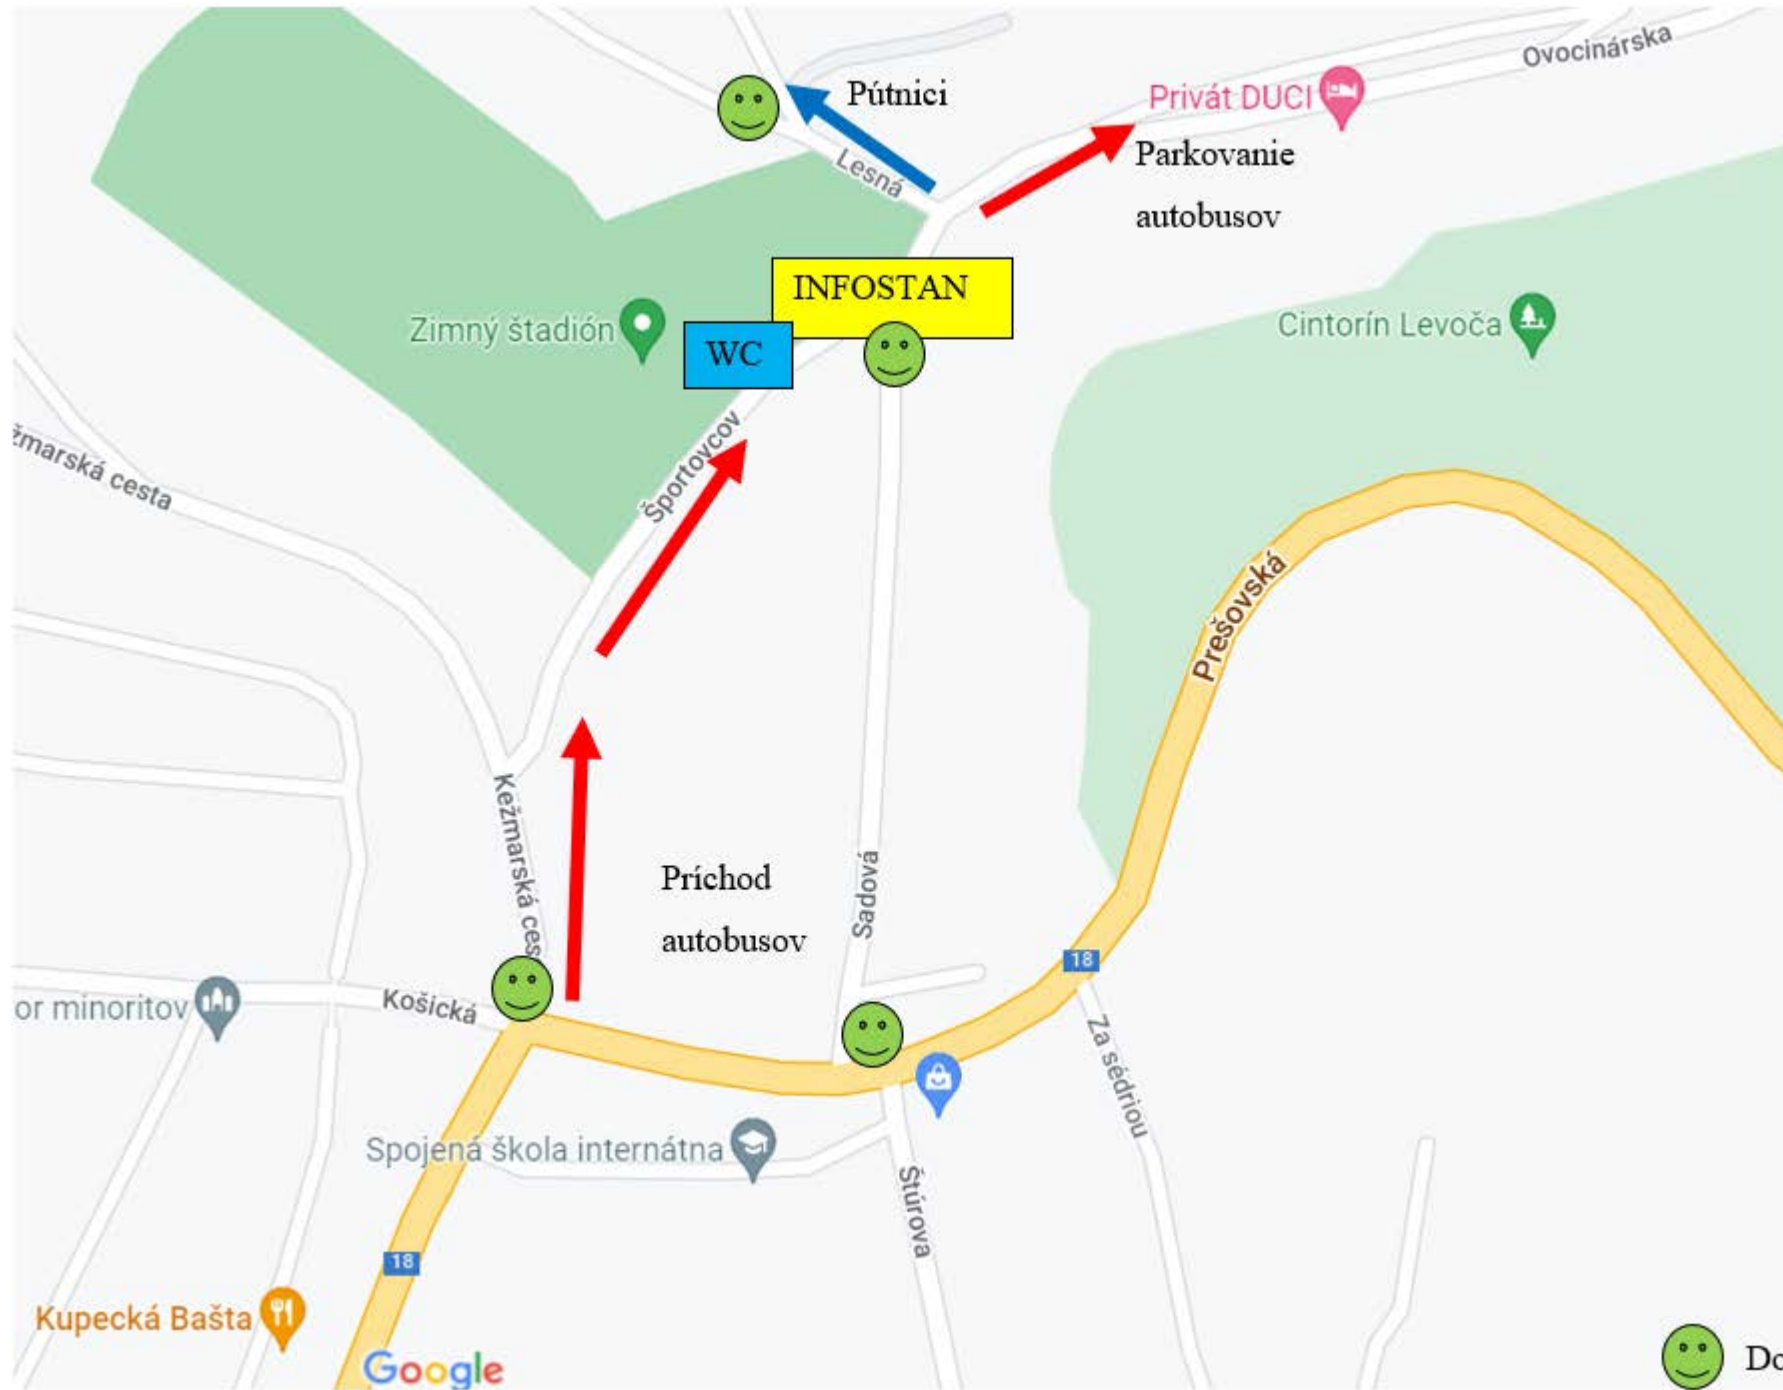 Ovocinárska
Pútnici
Privát DUCI
Parkovanie
autobusov
Lesná
INFOSTAN
Zimný štadión
WC
Cintorín Levoča
Športovcov
žmarská cesta
Prešovská
Kežmarská ces
Príchod
autobusov
Sadová
18
or minoritov
Košická
Za sédriou
Spojená škola internátna
Štúrova
18
Kupecká Bašta
Google
Do